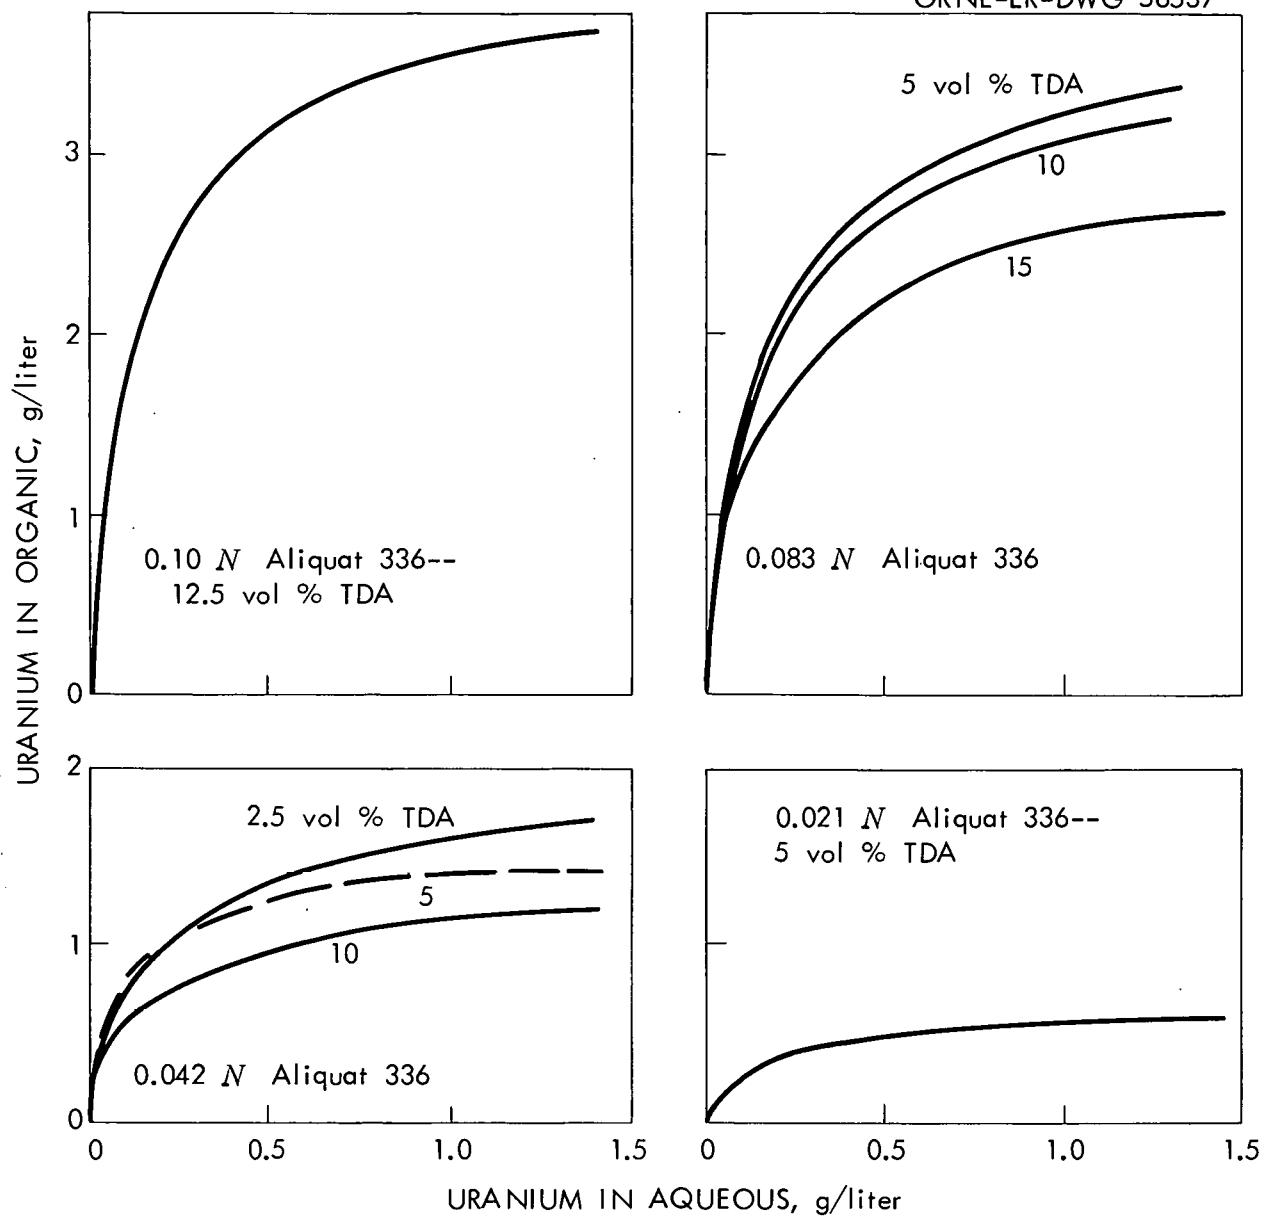 5 vol % TDA
10
15
3
2
1
0
0.10 N Aliquat 336--
12.5 vol % TDA
0.083 N Aliquat 336
URANIUM IN ORGANIC, g/liter
2
1
0
2.5 vol % TDA
5
10
0.042 N Aliquat 336
0.021 N Aliquat 336--
5 vol % TDA
0 0.5 1.0 1.5 0 0.5 1.0 1.5
URANIUM IN AQUEOUS, g/liter